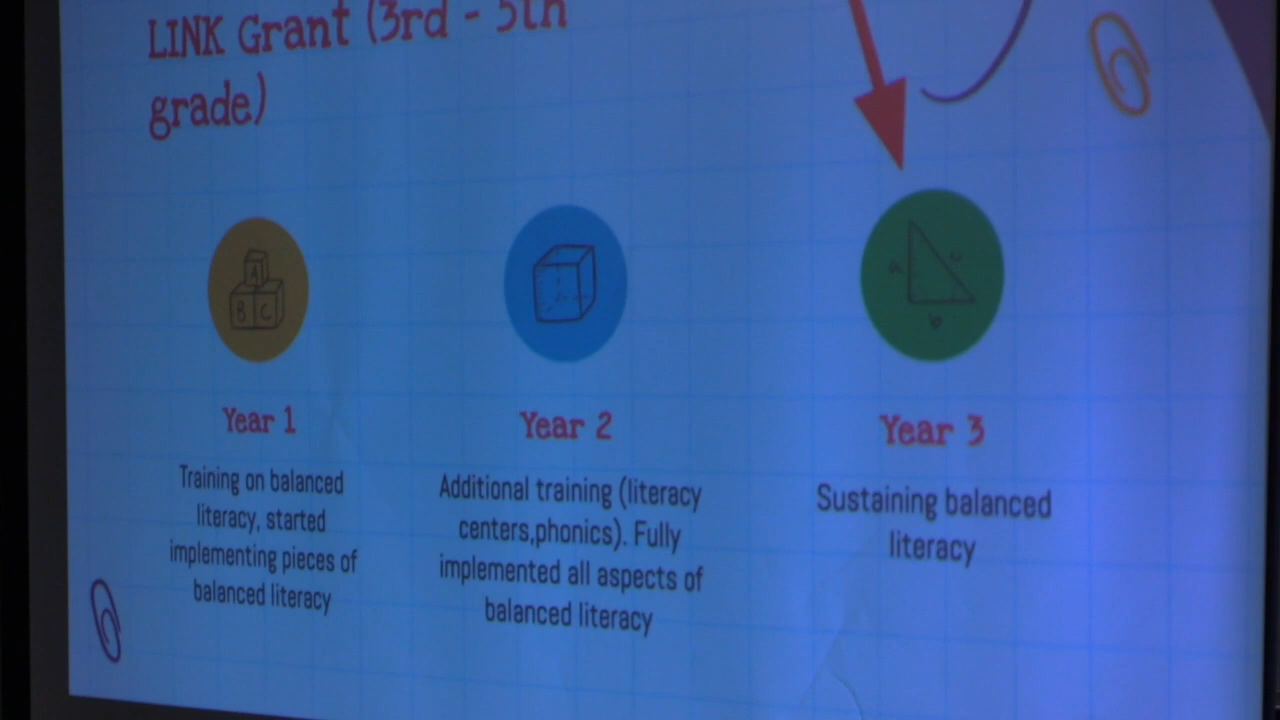 LINK Grant (3rd - 5th
grade)
A
B C
a
c
b
Year 1
Training on balanced
literacy, started
implementing pieces of
balanced literacy
Year 2
Additional training (literacy
centers,phonics). Fully
implemented all aspects of
balanced literacy
Year 3
Sustaining balanced
literacy